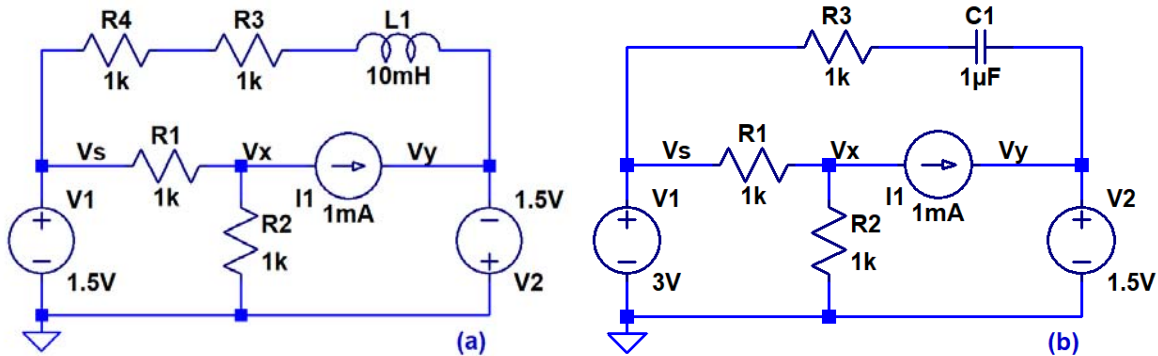 R4 R3 L1
1k 1k 10mH
Vs R1 Vx Vy
1k I1 1mA
V1 R2 1.5V
+ − 
1k
− +
1.5V V2
(a)
R3 C1
1k 1µF
Vs R1 Vx Vy
1k I1 1mA
V1 R2 V2
+ +
1k
− −
3V 1.5V
(b)